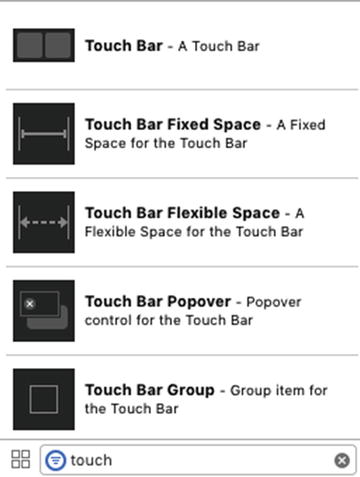 Touch Bar - A Touch Bar
Touch Bar Fixed Space - A Fixed
Space for the Touch Bar
Touch Bar Flexible Space - A
Flexible Space for the Touch Bar
Touch Bar Popover - Popover
control for the Touch Bar
Touch Bar Group - Group item for
the Touch Bar
touch